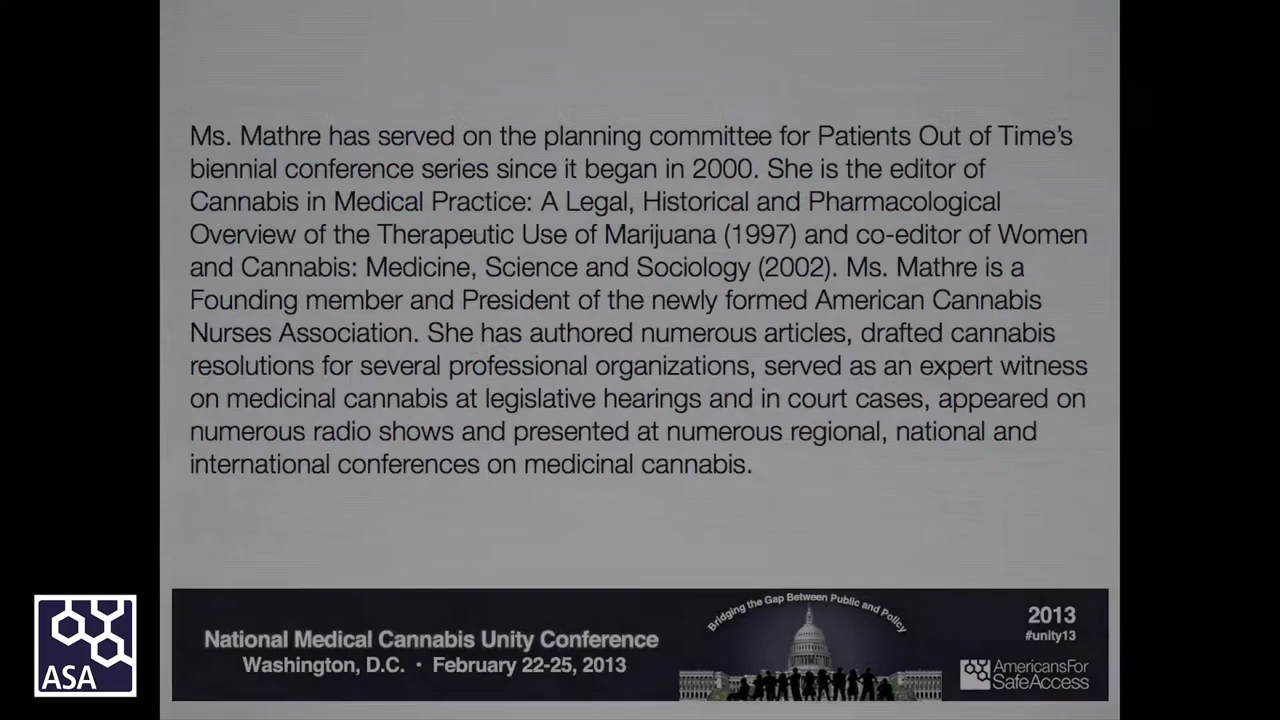 Ms. Mathre has served on the planning committee for Patients Out of Time's
biennial conference series since it began in 2000. She is the editor of
Cannabis in Medical Practice: A Legal, Historical and Pharmacological
Overview of the Therapeutic Use of Marijuana (1997) and co-editor of Women
and Cannabis: Medicine, Science and Sociology (2002). Ms. Mathre is a
Founding member and President of the newly formed American Cannabis
Nurses Association. She has authored numerous articles, drafted cannabis
resolutions for several professional organizations, served as an expert witness
on medicinal cannabis at legislative hearings and in court cases, appeared on
numerous radio shows and presented at numerous regional, national and
international conferences on medicinal cannabis.
National Medical Cannabis Unity Conference
Washington, D.C. • February 22-25, 2013
Bridging the Gap Between Public and Policy
2013
#unity13
AmericansFor
SafeAccess
ASA